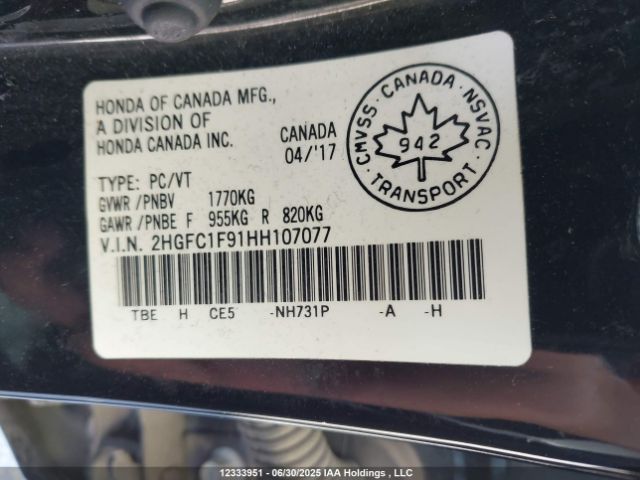 HONDA OF CANADA MFG.,
A DIVISION OF
HONDA CANADA INC.
CANADA
04/'17
TYPE: PC/VT
GVWR /PNBV 1770KG
GAWR /PNBE F 955KG R 820KG
V.I.N. 2HGFC1F91HH107077
TBE H CE5 -NH731P -A -H
CMVSS · CANADA · NSVAC
942
TRANSPORT
12333951 - 06/30/2025 IAA Holdings , LLC